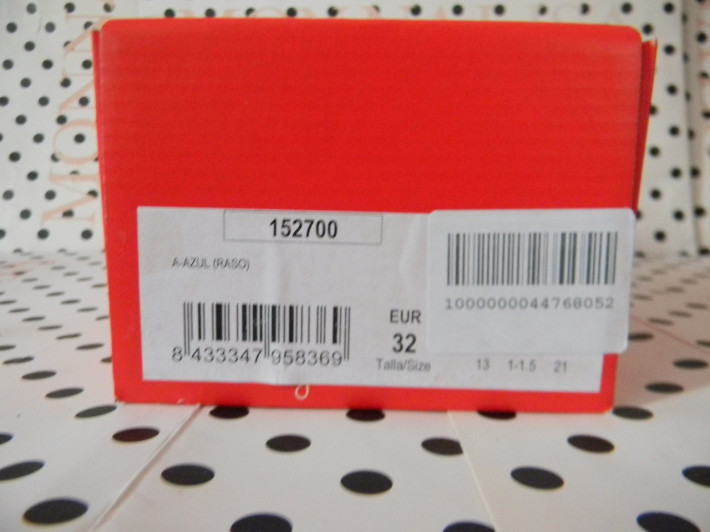 152700
A-AZUL (RASO)
8 433347 958369
EUR
32
Talla/Size
13 1-1.5 21
1000000044768052